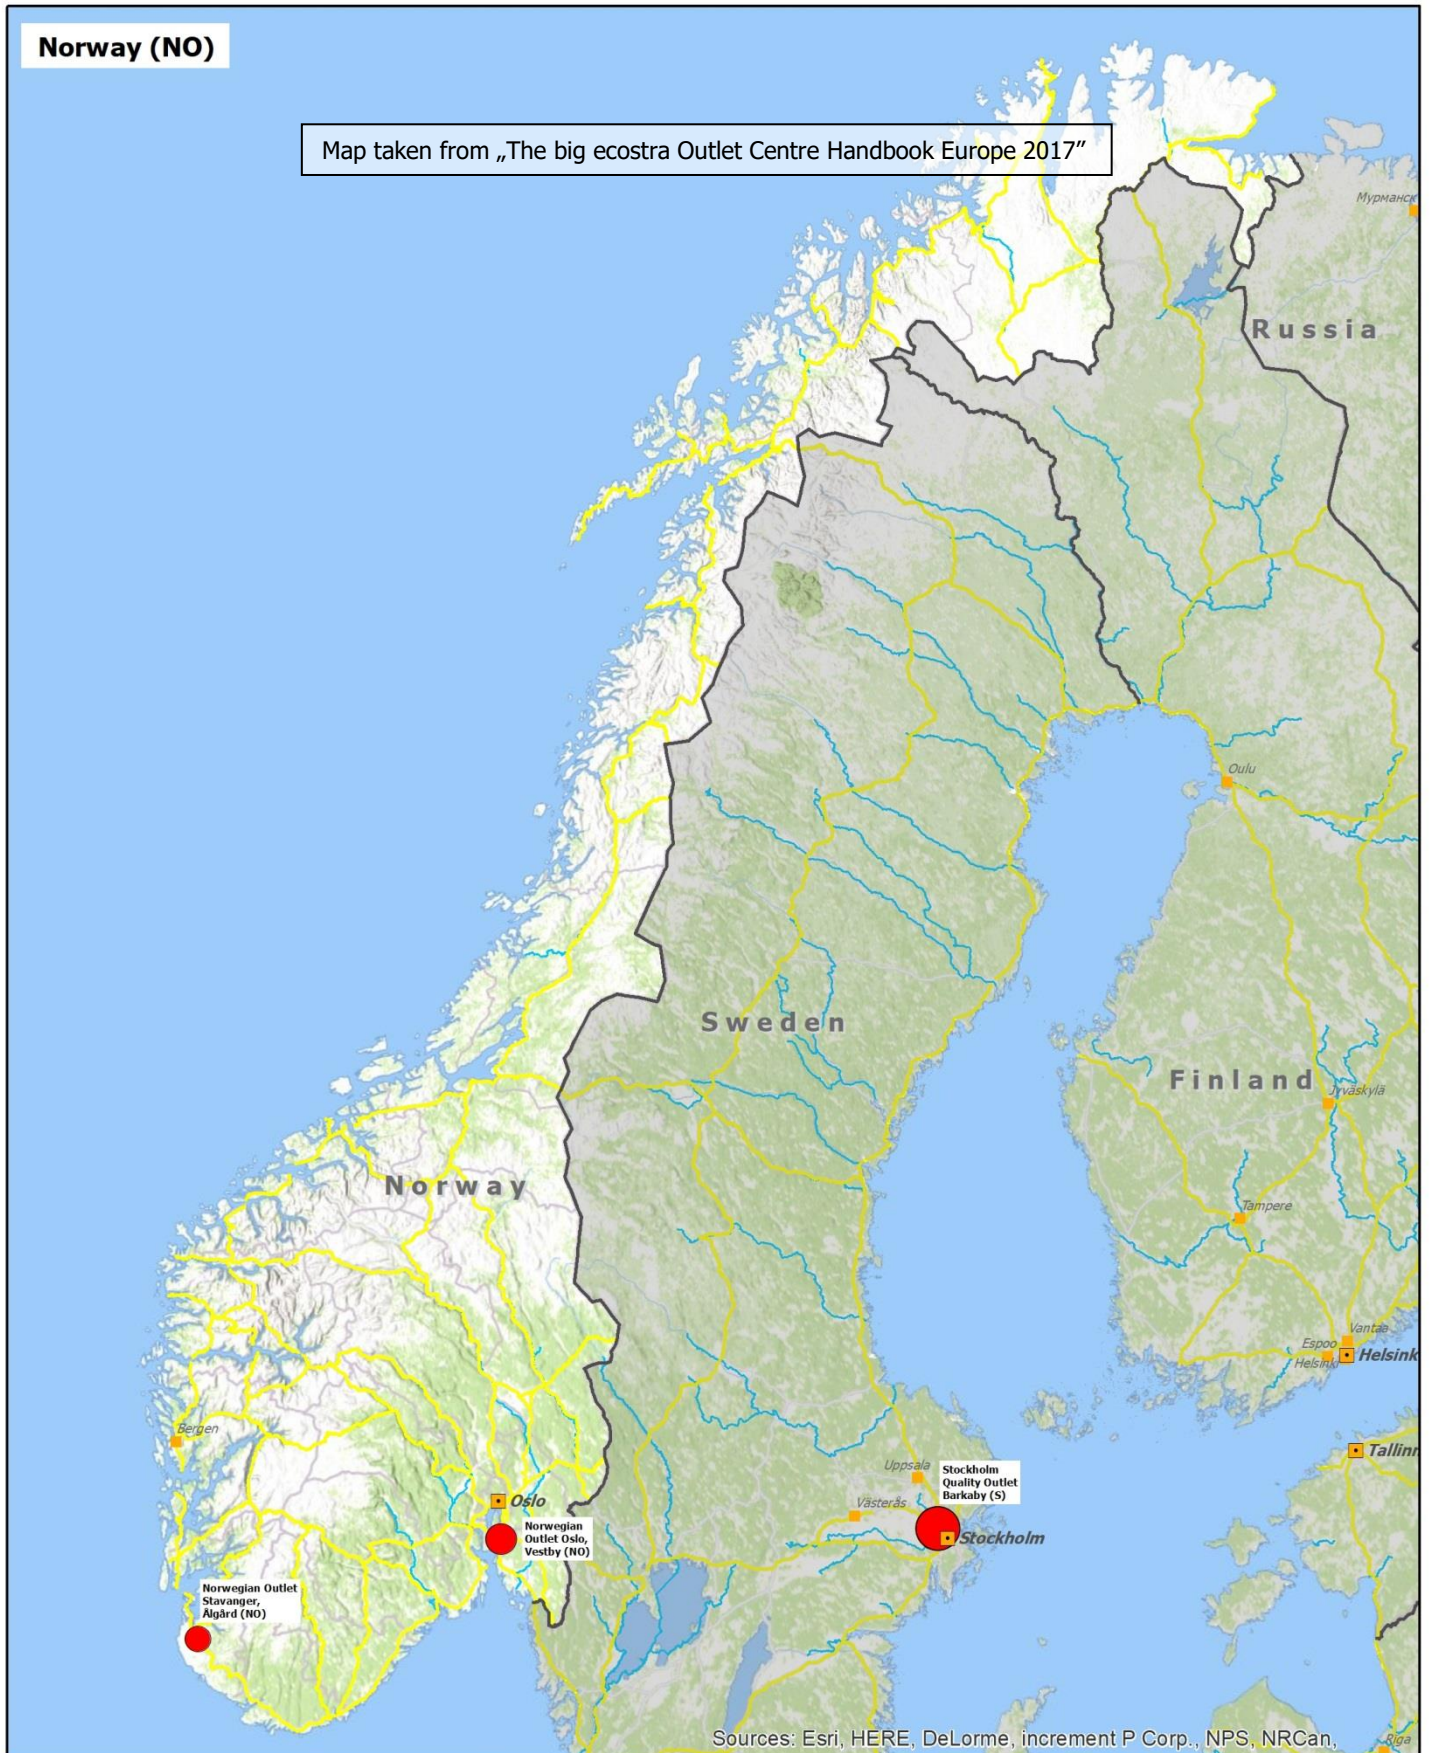 Norway (NO)
Map taken from „The big ecostra Outlet Centre Handbook Europe 2017”
Мурманск
Russia
Oulu
Sweden
Finland
Jyväskylä
Norway
Tampere
Vantaa
Espoo
Helsinki
Helsink
Bergen
Tallinn
Uppsala
Stockholm
Quality Outlet
Barkaby (S)
Västerås
Oslo
Norwegian
Outlet Oslo,
Vestby (NO)
Stockholm
Norwegian Outlet
Stavanger,
Ålgård (NO)
Sources: Esri, HERE, DeLorme, increment P Corp., NPS, NRCan,
Riga